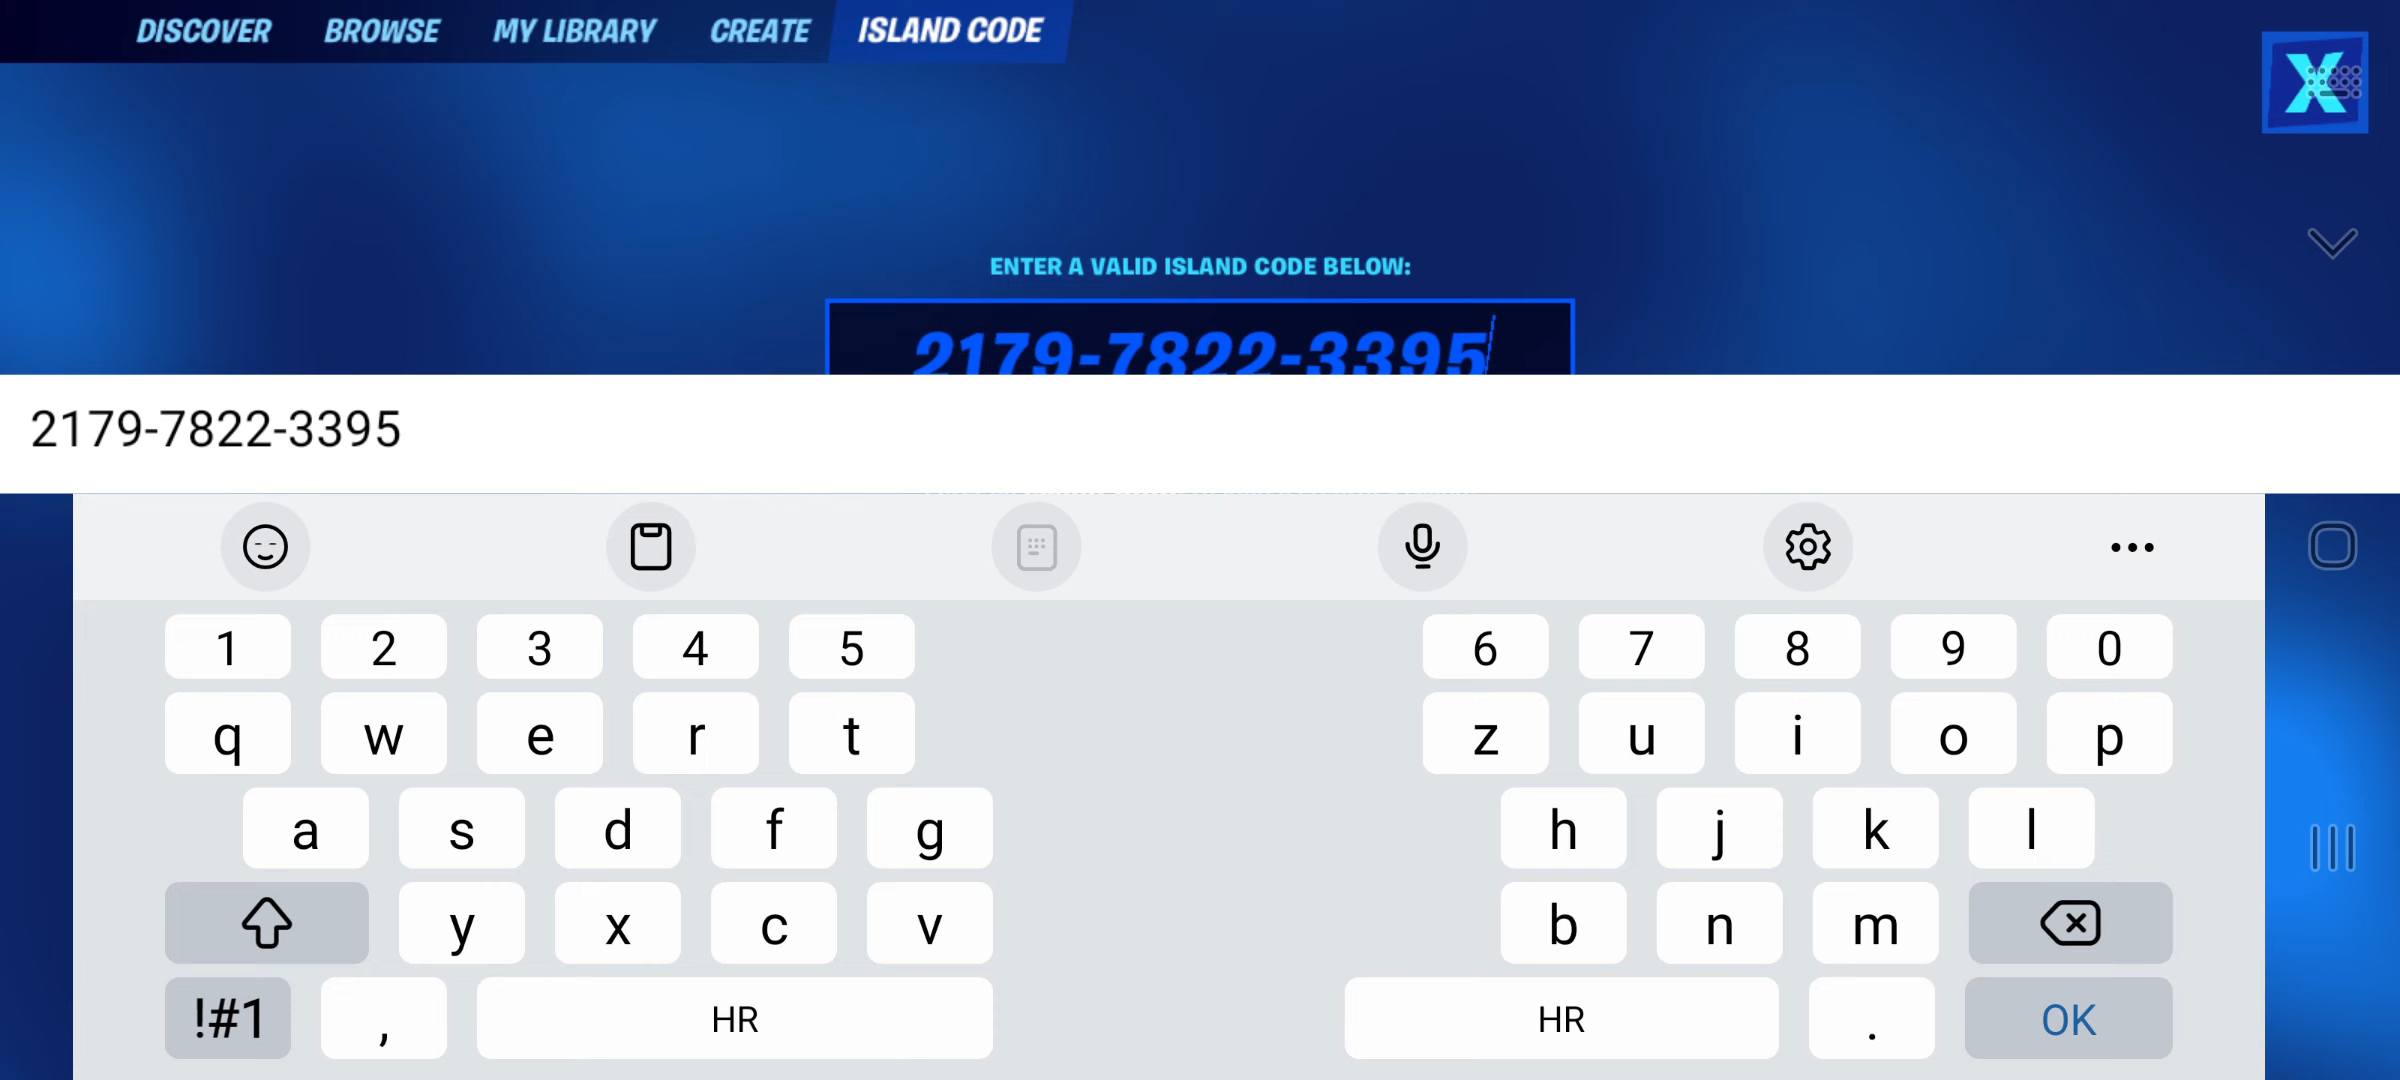 DISCOVER BROWSE MY LIBRARY CREATE ISLAND CODE
X
ENTER A VALID ISLAND CODE BELOW:
2179-7822-3395
2179-7822-3395
1 2 3 4 5 6 7 8 9 0
q w e r t z u i o p
a s d f g h j k l
y x c v b n m
!#1 , HR HR . OK